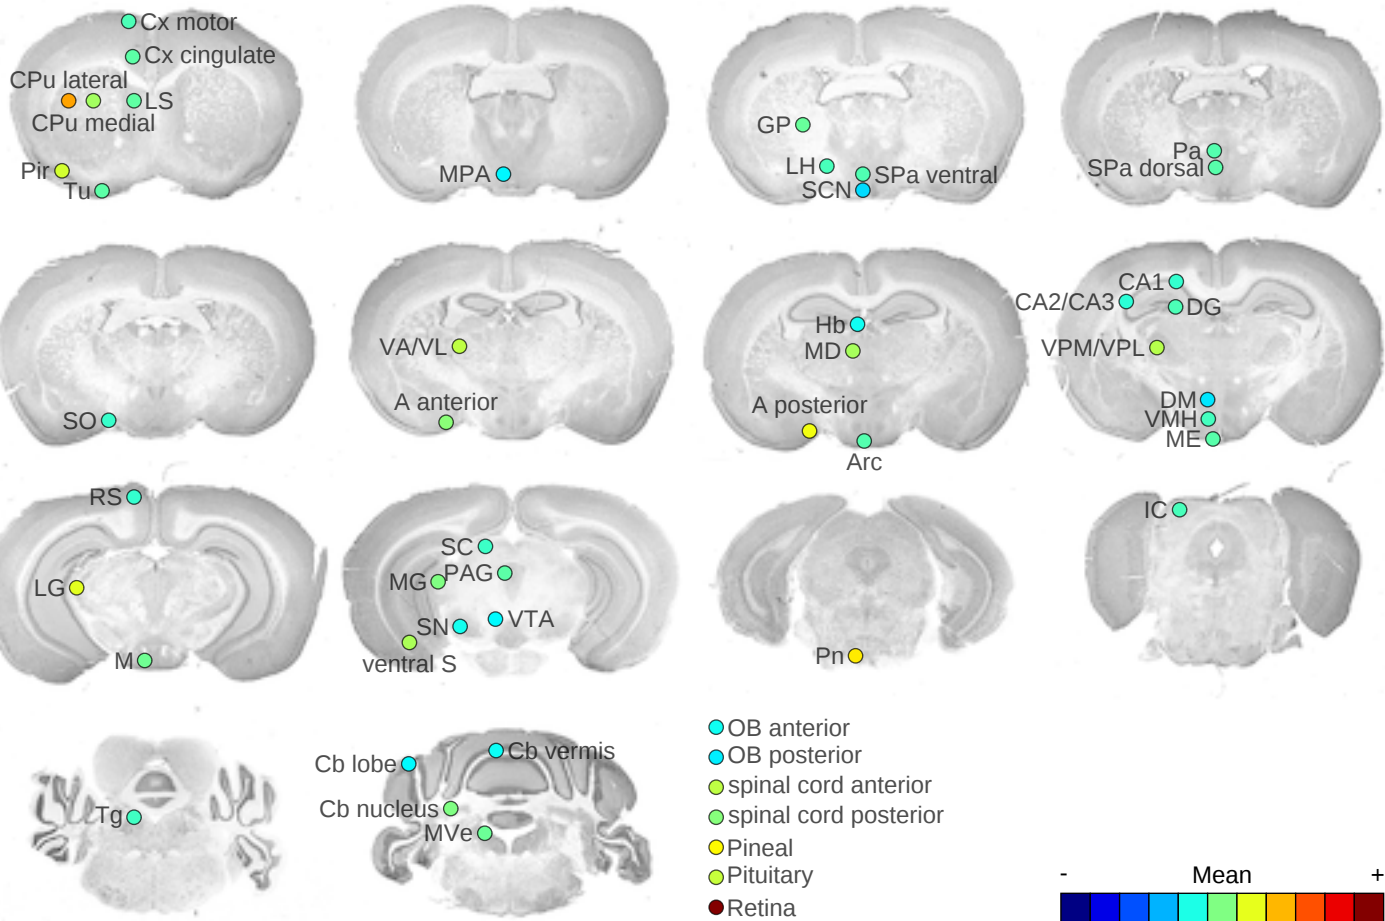 Cx motor
Cx cingulate
CPu lateral
LS
CPu medial
Pir
Tu
MPA
GP
LH
SPa ventral
SCN
Pa
SPa dorsal
SO
VA/VL
A anterior
Hb
MD
A posterior
Arc
CA1
CA2/CA3
DG
VPM/VPL
DM
VMH
ME
RS
LG
M
SC
PAG
MG
SN
VTA
ventral S
Pn
IC
Tg
Cb vermis
Cb lobe
Cb nucleus
MVe
OB anterior
OB posterior
spinal cord anterior
spinal cord posterior
Pineal
Pituitary
Retina
- Mean +